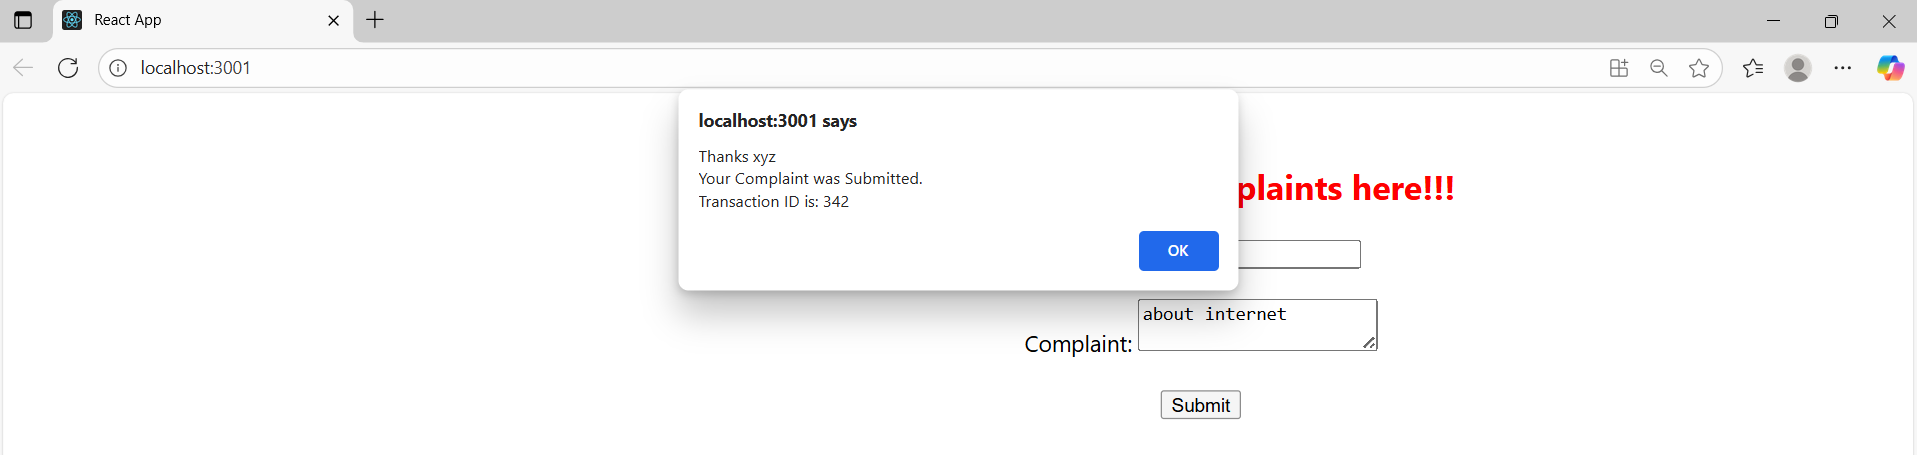 React App
localhost:3001
localhost:3001 says
Thanks xyz
Your Complaint was Submitted.
Transaction ID is: 342
OK
plaints here!!!
about internet
Complaint:
Submit